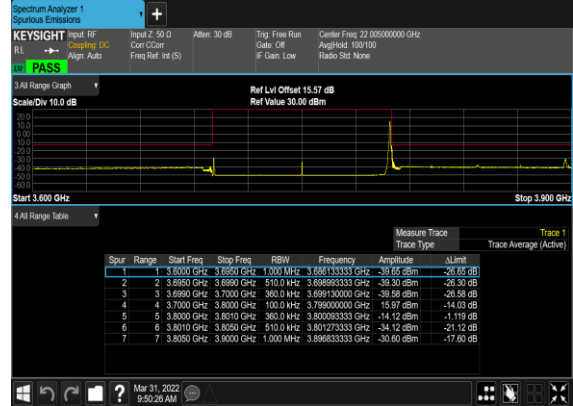 Spectrum Analyzer 1
Spurious Emissions
KEYSIGHT Input: RF Input Z: 50 Ω Atten: 30 dB Trig: Free Run Center Freq: 22.005000000 GHz
RL Coupling: DC Corr CCorr Gate: Off Avg|Hold: 100/100
Align: Auto Freq Ref: Int (S) IF Gain: Low Radio Std: None
PASS
3 All Range Graph Ref Lvl Offset 15.57 dB
Scale/Div 10.0 dB Ref Value 30.00 dBm
20.0
10.0
0.00
-10.0
-20.0
-30.0
-40.0
-50.0
-60.0
Start 3.600 GHz Stop 3.900 GHz
4 All Range Table
Measure Trace Trace 1
Trace Type Trace Average (Active)
Spur Range Start Freq Stop Freq RBW Frequency Amplitude ΔLimit
1 1 3.6000 GHz 3.6950 GHz 1.000 MHz 3.686133333 GHz -39.65 dBm -26.65 dB
2 2 3.6950 GHz 3.6990 GHz 510.0 kHz 3.698993333 GHz -39.30 dBm -26.30 dB
3 3 3.6990 GHz 3.7000 GHz 360.0 kHz 3.699130000 GHz -39.58 dBm -26.58 dB
4 4 3.7000 GHz 3.8000 GHz 100.0 kHz 3.799000000 GHz 15.97 dBm -14.03 dB
5 5 3.8000 GHz 3.8010 GHz 360.0 kHz 3.800093333 GHz -14.12 dBm -1.119 dB
6 6 3.8010 GHz 3.8050 GHz 510.0 kHz 3.801273333 GHz -34.12 dBm -21.12 dB
7 7 3.8050 GHz 3.9000 GHz 1.000 MHz 3.896833333 GHz -30.60 dBm -17.60 dB
? Mar 31, 2022
9:50:26 AM